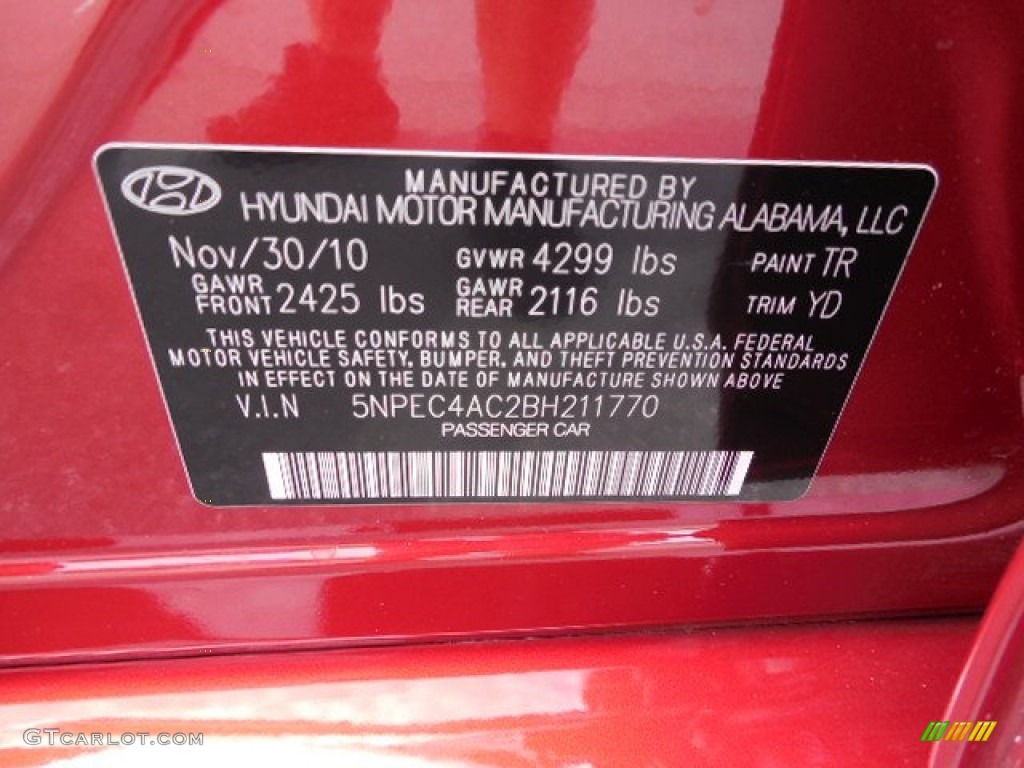 MANUFACTURED BY
HYUNDAI MOTOR MANUFACTURING ALABAMA, LLC
Nov/30/10 GVWR 4299 lbs PAINT TR
GAWR FRONT 2425 lbs GAWR REAR 2116 lbs TRIM YD
THIS VEHICLE CONFORMS TO ALL APPLICABLE U.S.A. FEDERAL
MOTOR VEHICLE SAFETY, BUMPER, AND THEFT PREVENTION STANDARDS
IN EFFECT ON THE DATE OF MANUFACTURE SHOWN ABOVE
V.I.N 5NPEC4AC2BH211770
PASSENGER CAR
GTCARLOT.COM